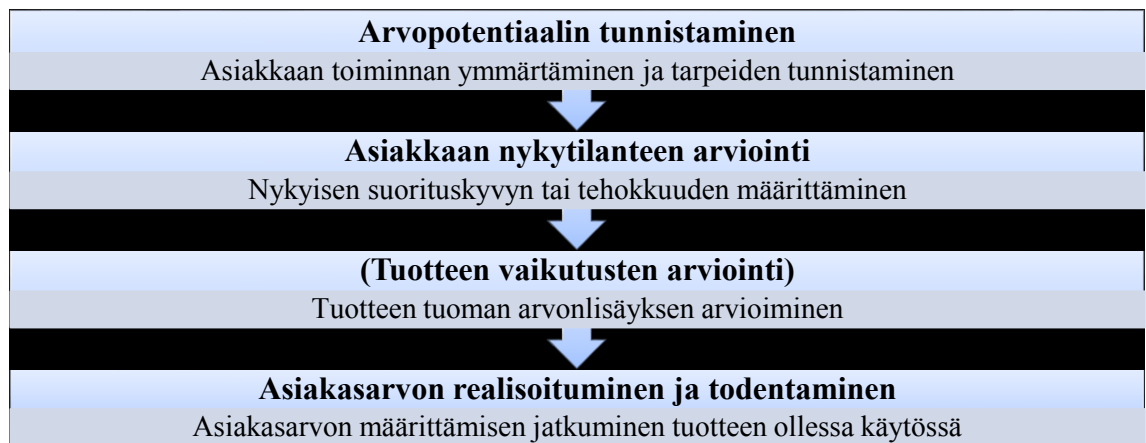 Arvopotentiaalin tunnistaminen
Asiakkaan toiminnan ymmärtäminen ja tarpeiden tunnistaminen
Asiakkaan nykytilanteen arviointi
Nykyisen suorituskyvyn tai tehokkuuden määrittäminen
(Tuotteen vaikutusten arviointi)
Tuotteen tuoman arvonlisäyksen arvioiminen
Asiakasarvon realisoituminen ja todentaminen
Asiakasarvon määrittämisen jatkuminen tuotteen ollessa käytössä